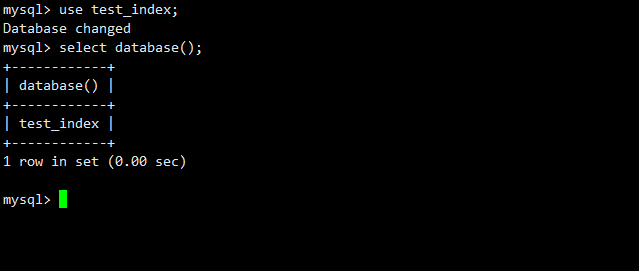 mysql> use test_index;
Database changed
mysql> select database();
+------------+
| database() |
+------------+
| test_index |
+------------+
1 row in set (0.00 sec)
mysql>